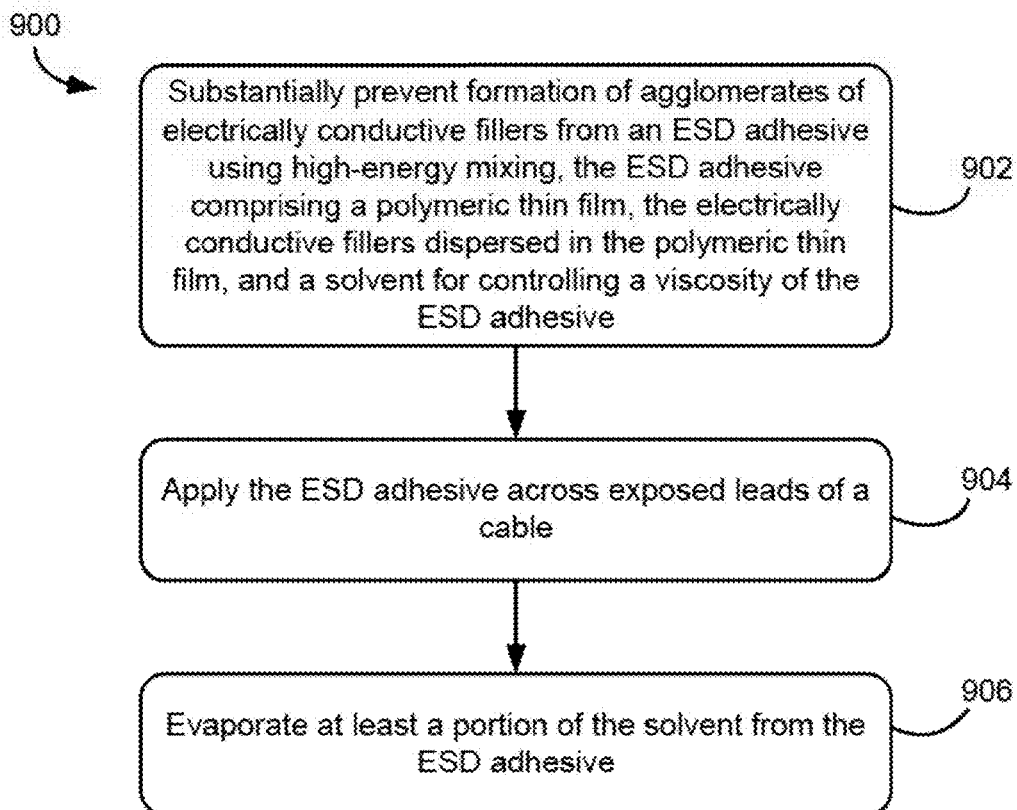 900
Substantially prevent formation of agglomerates of
electrically conductive fillers from an ESD adhesive
using high-energy mixing, the ESD adhesive
comprising a polymeric thin film, the electrically
conductive fillers dispersed in the polymeric thin
film, and a solvent for controlling a viscosity of the
ESD adhesive
902
Apply the ESD adhesive across exposed leads of a
cable
904
Evaporate at least a portion of the solvent from the
ESD adhesive
906